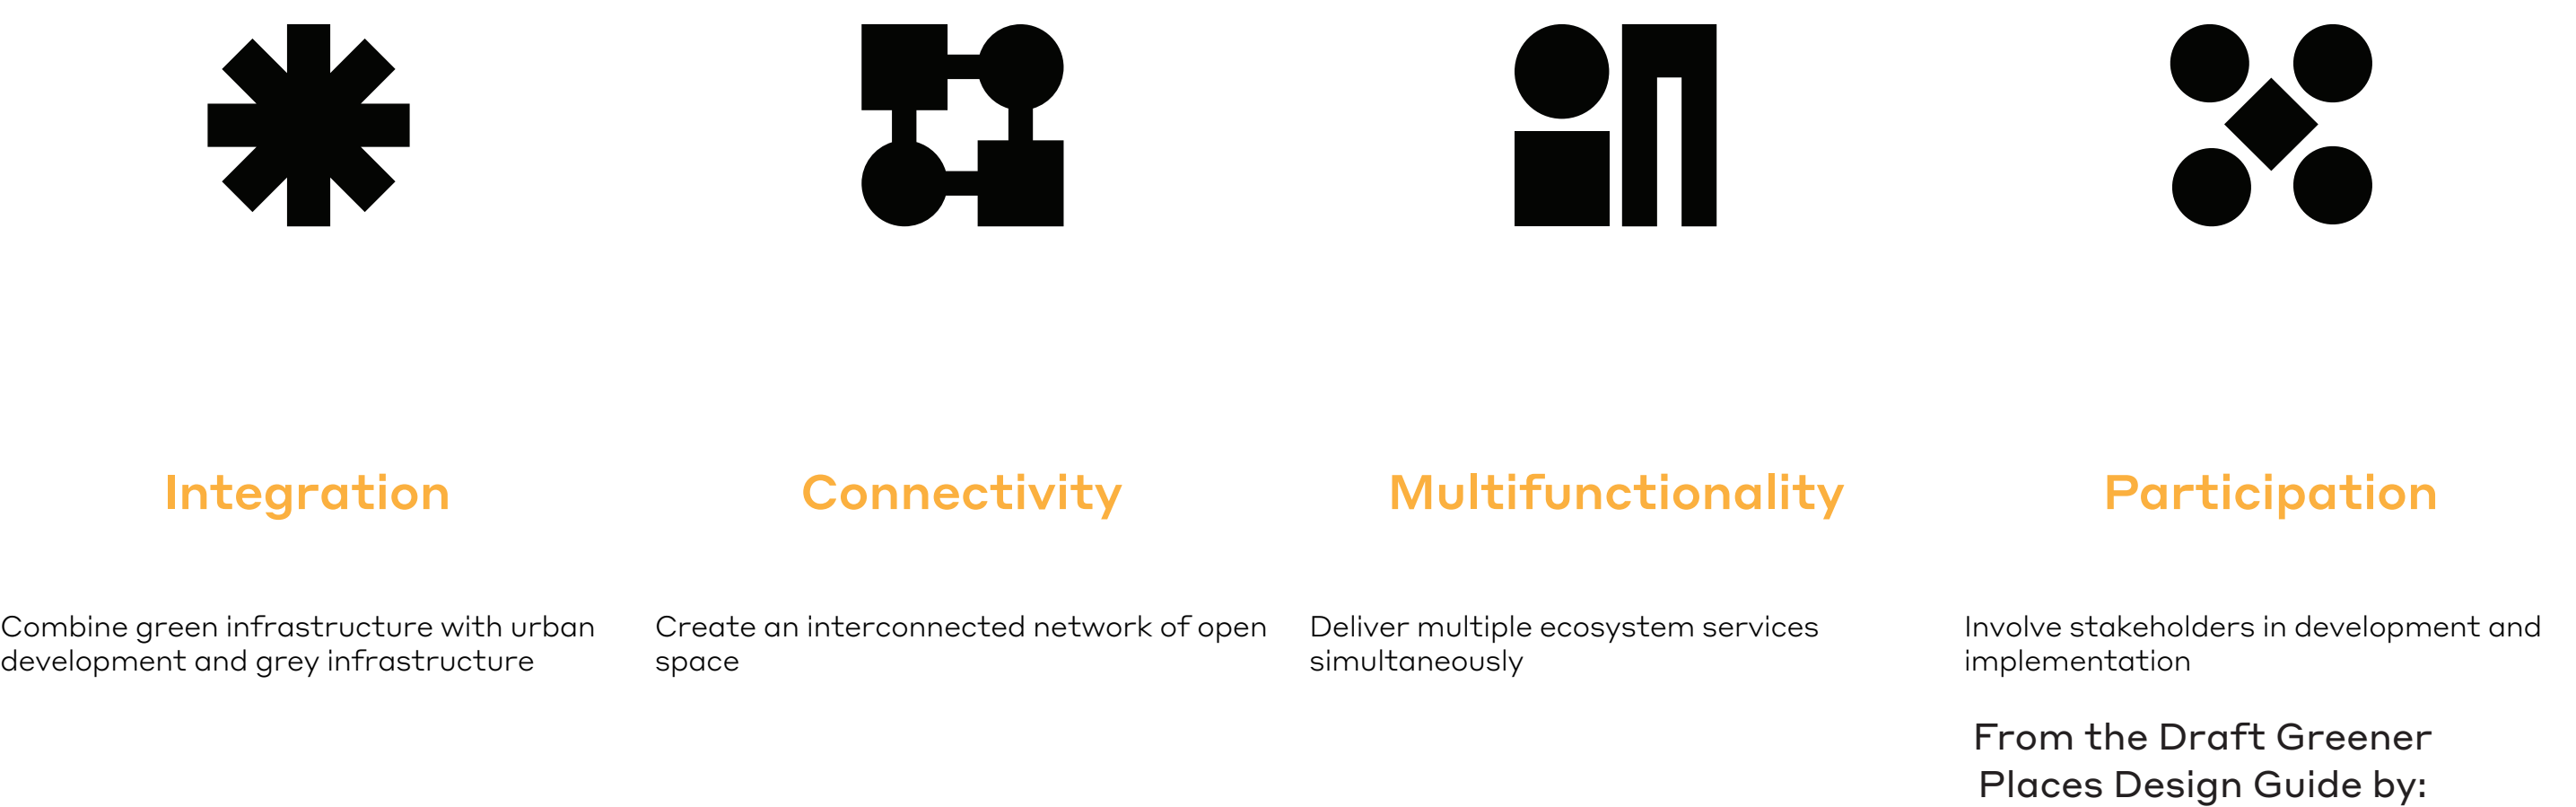 Integration
Combine green infrastructure with urban
development and grey infrastructure
Connectivity
Create an interconnected network of open
space
Multifunctionality
Deliver multiple ecosystem services
simultaneously
Participation
Involve stakeholders in development and
implementation
From the Draft Greener
Places Design Guide by: